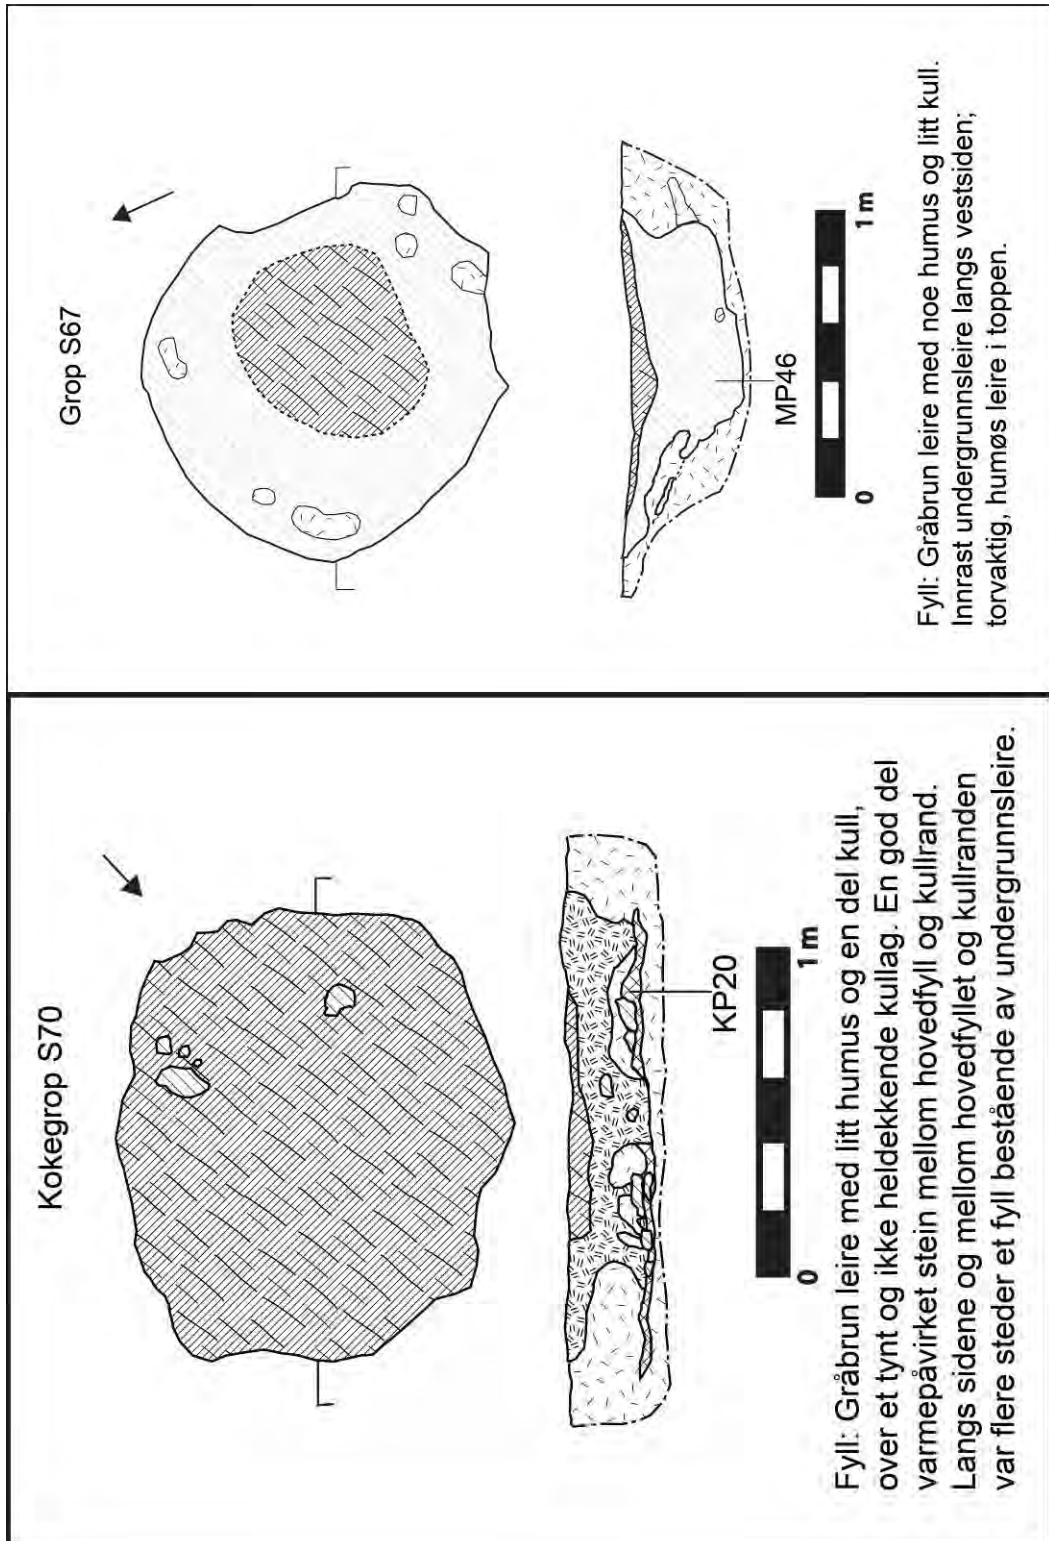 Kokegrop S70
KP20
0
1 m
Fyll: Gråbrun leire med litt humus og en del kull,
over et tynt og ikke heldekkende kullag. En god del
varmepåvirket stein mellom hovedfyll og kullrand.
Langs sidene og mellom hovedfyllet og kullranden
var flere steder et fyll bestående av undergrunnsleire.
Grop S67
MP46
0
1 m
Fyll: Gråbrun leire med noe humus og litt kull.
Innrast undergrunnsleire langs vestsiden;
torvaktig, humøs leire i toppen.